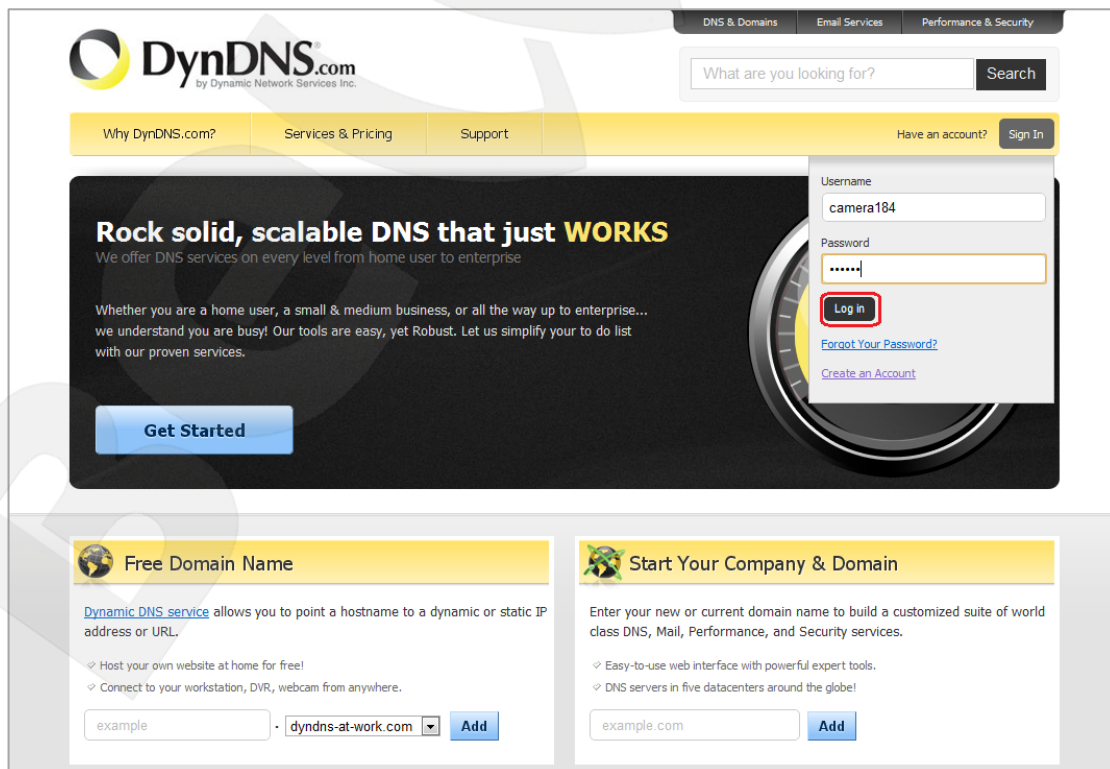 DNS & Domains Email Services Performance & Security
DynDNS.com
by Dynamic Network Services Inc.
What are you looking for? Search
Why DynDNS.com? Services & Pricing Support Have an account? Sign In
Username
camera184
Password
••••••
Log in
Forgot Your Password?
Create an Account
Rock solid, scalable DNS that just WORKS
We offer DNS services on every level from home user to enterprise
Whether you are a home user, a small & medium business, or all the way up to enterprise...
we understand you are busy! Our tools are easy, yet Robust. Let us simplify your to do list
with our proven services.
Get Started
Free Domain Name
Dynamic DNS service allows you to point a hostname to a dynamic or static IP
address or URL.
Host your own website at home for free!
Connect to your workstation, DVR, webcam from anywhere.
example . dyndns-at-work.com Add
Start Your Company & Domain
Enter your new or current domain name to build a customized suite of world
class DNS, Mail, Performance, and Security services.
Easy-to-use web interface with powerful expert tools.
DNS servers in five datacenters around the globe!
example.com Add